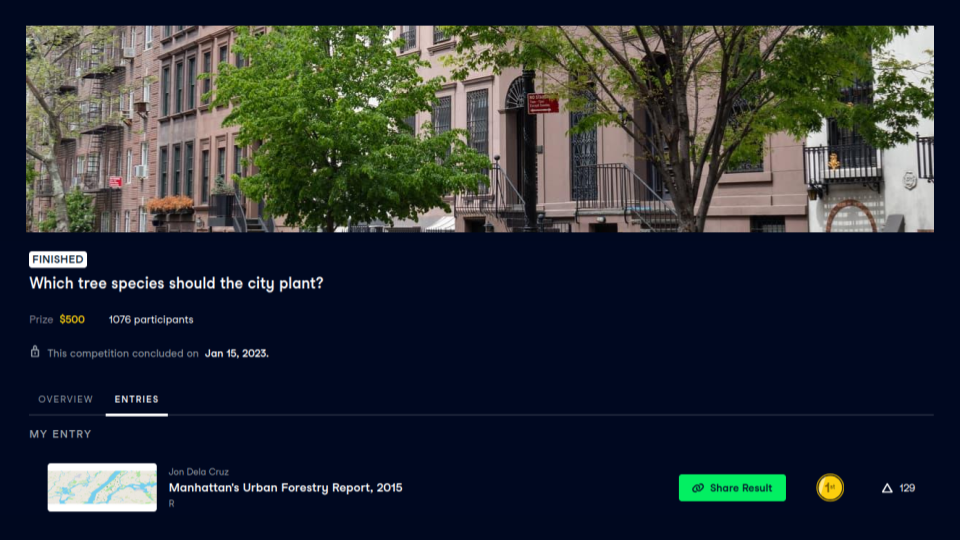 FINISHED
Which tree species should the city plant?
Prize $500 1076 participants
This competition concluded on Jan 15, 2023.
OVERVIEW ENTRIES
MY ENTRY
Jon Dela Cruz
Manhattan's Urban Forestry Report, 2015
R
Share Result
1st
129